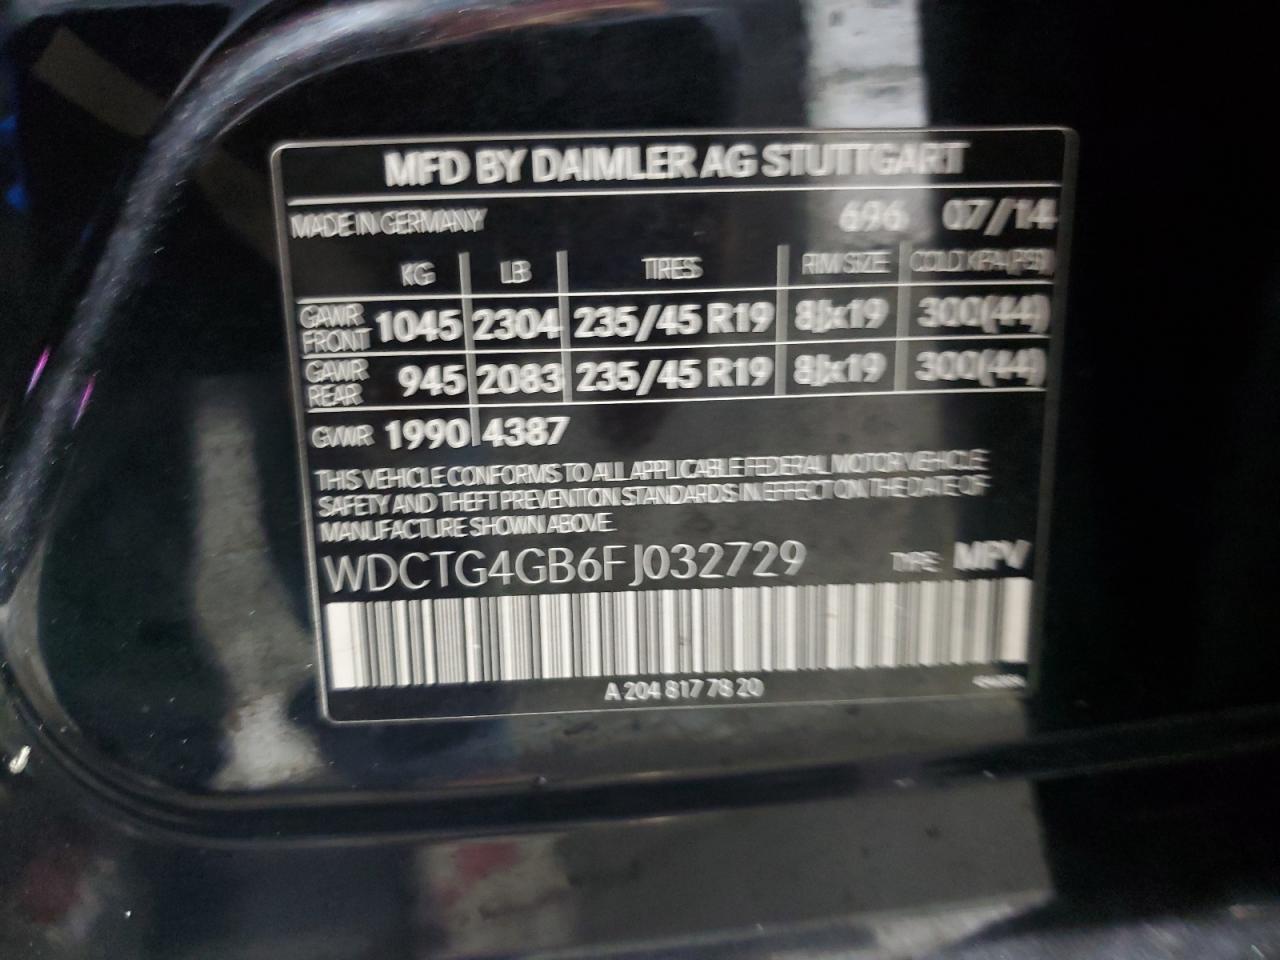 MFD BY DAIMLER AG STUTTGART
MADE IN GERMANY 696 07/14
KG LB TIRES RIM SIZE COLD KPA (PSI)
GAWR FRONT 1045 2304 235/45 R19 8Jx19 300(44)
GAWR REAR 945 2083 235/45 R19 8Jx19 300(44)
GVWR 1990 4387
THIS VEHICLE CONFORMS TO ALL APPLICABLE FEDERAL MOTOR VEHICLE
SAFETY AND THEFT PREVENTION STANDARDS IN EFFECT ON THE DATE OF
MANUFACTURE SHOWN ABOVE.
WDCTG4GB6FJ032729 TYPE: MPV
A 204 817 78 20